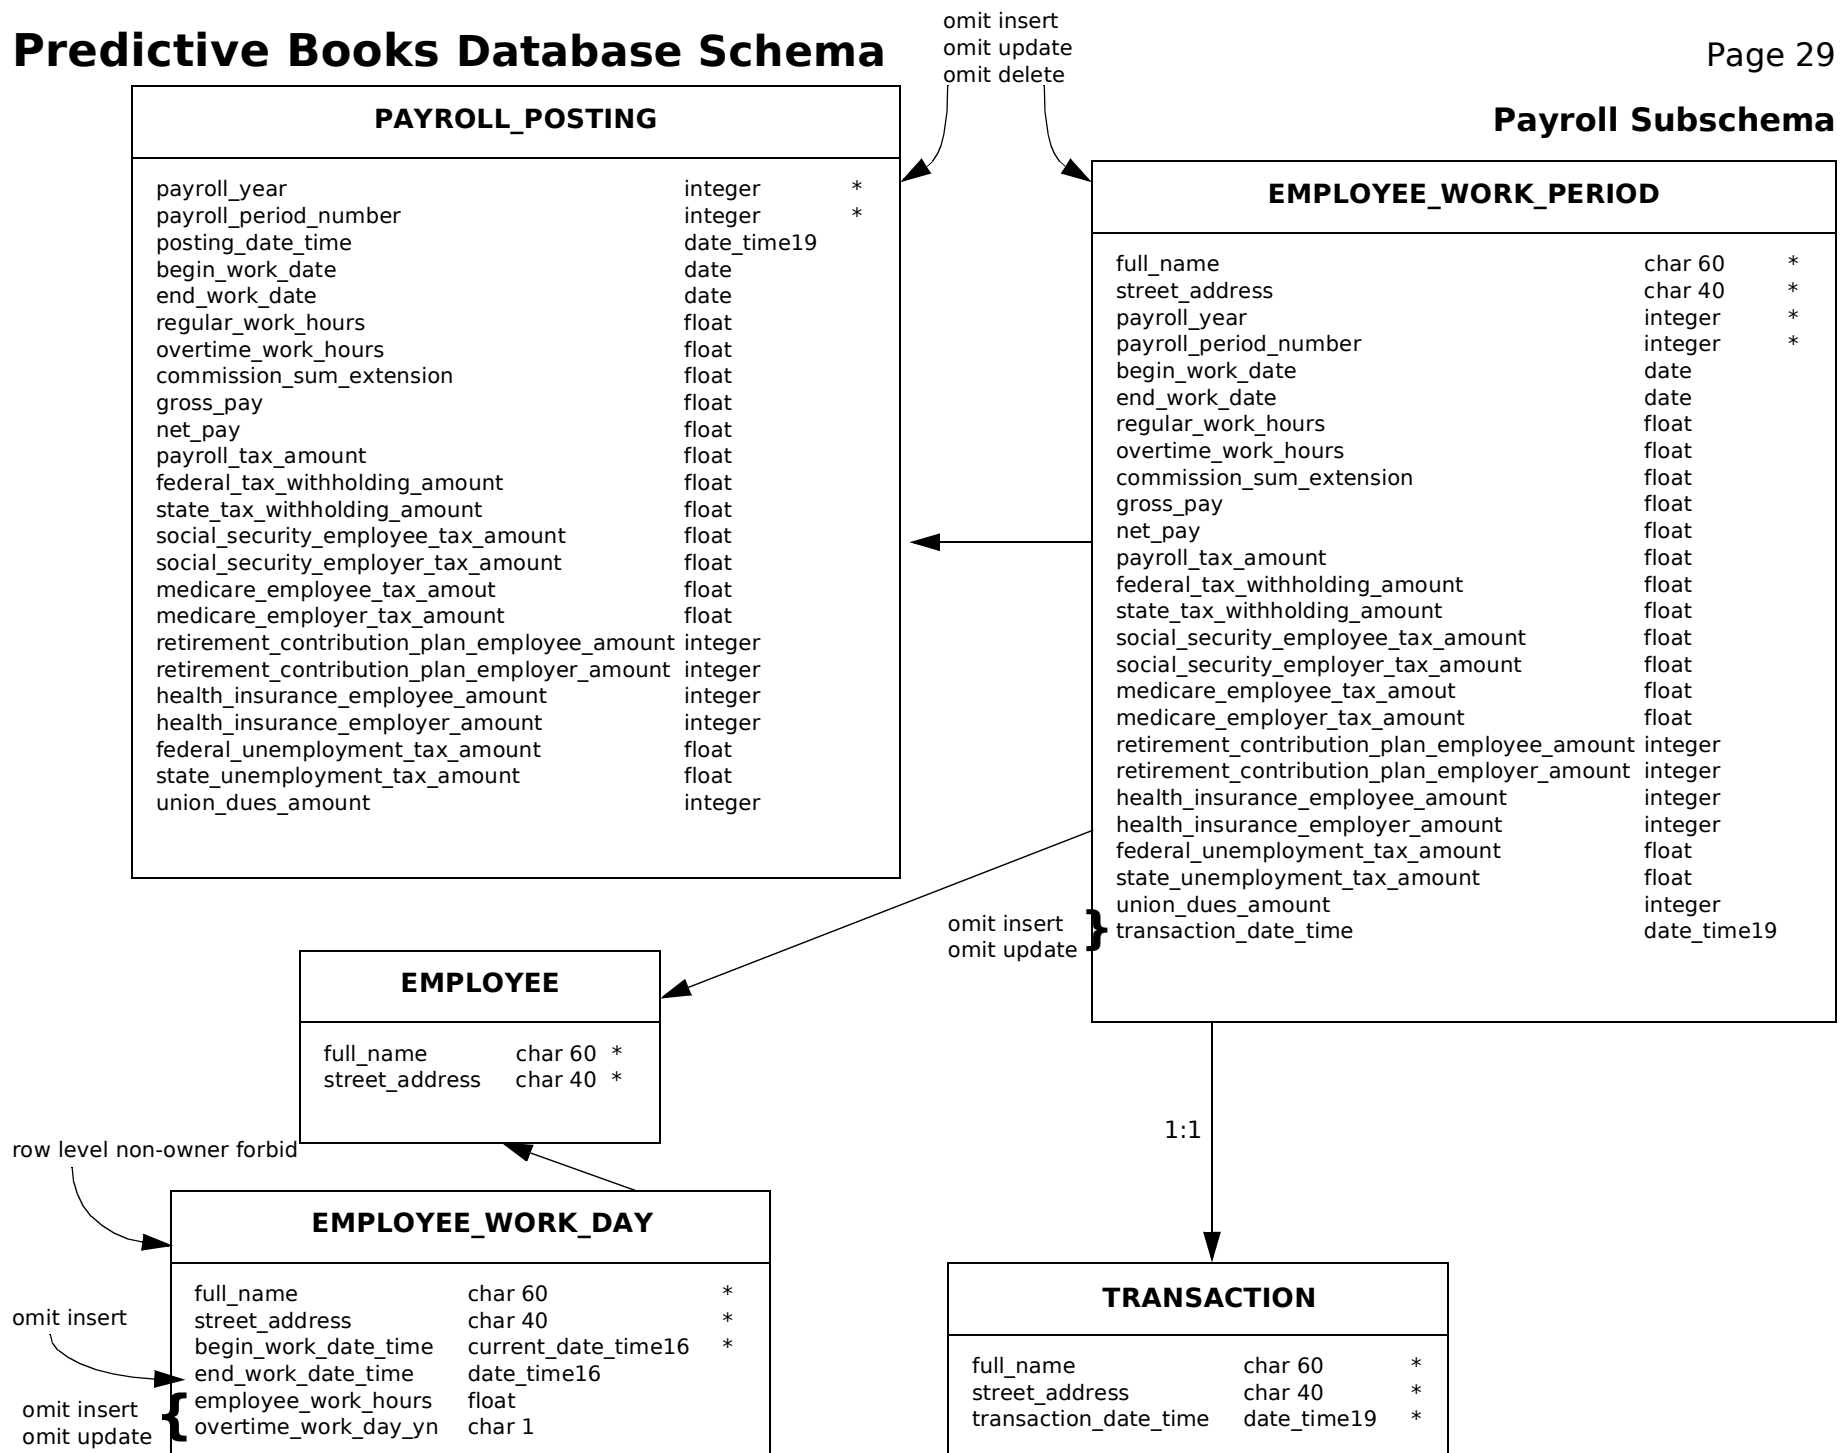 Predictive Books Database Schema
omit insert
omit update
omit delete
Page 29
Payroll Subschema
PAYROLL_POSTING
payroll_year integer *
payroll_period_number integer *
posting_date_time date_time19
begin_work_date date
end_work_date date
regular_work_hours float
overtime_work_hours float
commission_sum_extension float
gross_pay float
net_pay float
payroll_tax_amount float
federal_tax_withholding_amount float
state_tax_withholding_amount float
social_security_employee_tax_amount float
social_security_employer_tax_amount float
medicare_employee_tax_amout float
medicare_employer_tax_amount float
retirement_contribution_plan_employee_amount integer
retirement_contribution_plan_employer_amount integer
health_insurance_employee_amount integer
health_insurance_employer_amount integer
federal_unemployment_tax_amount float
state_unemployment_tax_amount float
union_dues_amount integer
EMPLOYEE_WORK_PERIOD
full_name char 60 *
street_address char 40 *
payroll_year integer *
payroll_period_number integer *
begin_work_date date
end_work_date date
regular_work_hours float
overtime_work_hours float
commission_sum_extension float
gross_pay float
net_pay float
payroll_tax_amount float
federal_tax_withholding_amount float
state_tax_withholding_amount float
social_security_employee_tax_amount float
social_security_employer_tax_amount float
medicare_employee_tax_amout float
medicare_employer_tax_amount float
retirement_contribution_plan_employee_amount integer
retirement_contribution_plan_employer_amount integer
health_insurance_employee_amount integer
health_insurance_employer_amount integer
federal_unemployment_tax_amount float
state_unemployment_tax_amount float
union_dues_amount integer
transaction_date_time date_time19
omit insert
omit update }
EMPLOYEE
full_name char 60 *
street_address char 40 *
row level non-owner forbid
1:1
EMPLOYEE_WORK_DAY
full_name char 60 *
street_address char 40 *
begin_work_date_time current_date_time16 *
end_work_date_time date_time16
employee_work_hours float
overtime_work_day_yn char 1
omit insert
omit insert
omit update {
TRANSACTION
full_name char 60 *
street_address char 40 *
transaction_date_time date_time19 *